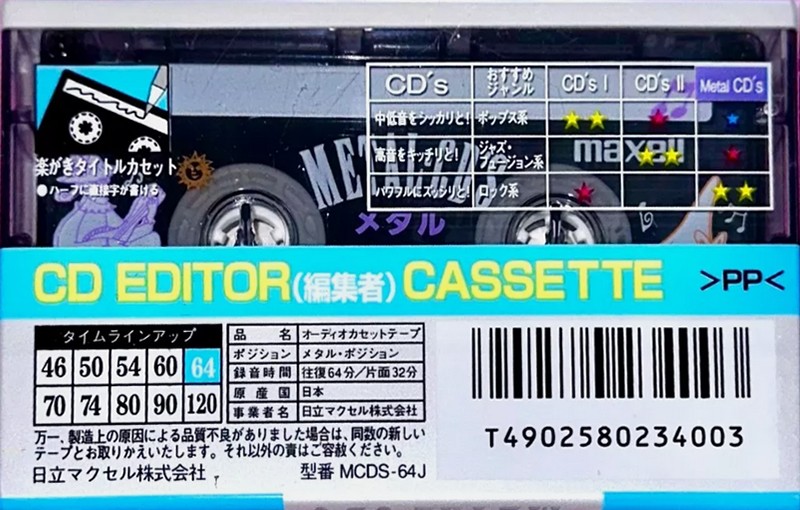 CD's おすすめジャンル CD's I CD's II Metal CD's
中低音をシッカリと! ポップス系 ★★ ★ ★
高音をキッチリと! ジャズ・フュージョン系 ★★ ★
パワフルにズッシリと! ロック系 ★ ★★
楽がきタイトルカセット
●ハーフに直接字が書ける
maxell
METAL CD's
メタル
CD EDITOR(編集者) CASSETTE >PP<
タイムラインアップ
46 50 54 60 64
70 74 80 90 120
品名 オーディオカセットテープ
ポジション メタル・ポジション
録音時間 往復64分/片面32分
原産国 日本
事業者名 日立マクセル株式会社
T4902580234003
万一、製造上の原因による品質不良がありました場合は、同数の新しい
テープとお取りかえいたします。それ以外の責はご容赦ください。
日立マクセル株式会社 型番 MCDS-64J